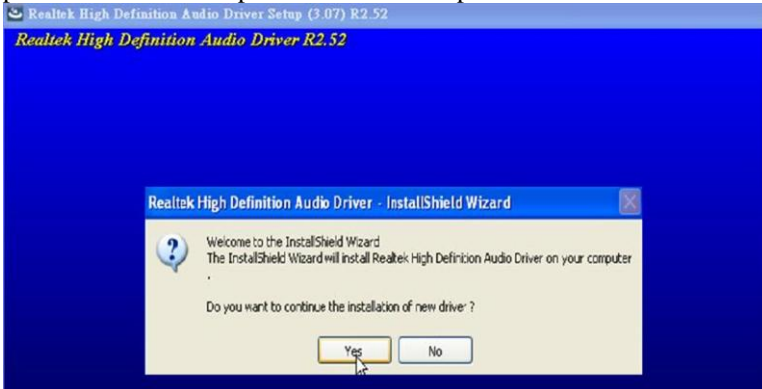 Realtek High Definition Audio Driver Setup (3.07) R2.52
Realtek High Definition Audio Driver R2.52
Realtek High Definition Audio Driver - InstallShield Wizard
Welcome to the InstallShield Wizard
The InstallShield Wizard will install Realtek High Definition Audio Driver on your computer
.
Do you want to continue the installation of new driver ?
Yes No